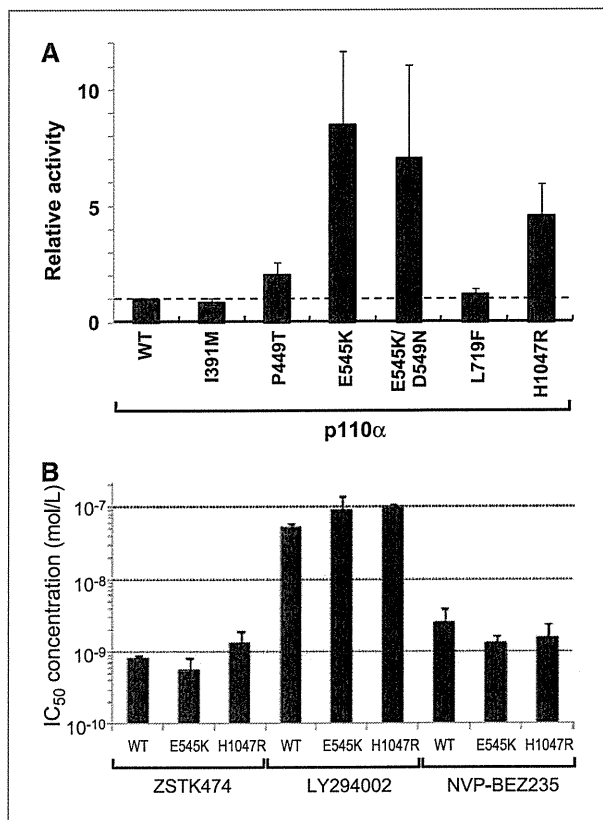 A
Relative activity
10
5
0
WT
I391M
P449T
E545K
E545K/
D549N
L719F
H1047R
p110α
B
IC50 concentration (mol/L)
10-7
10-8
10-9
10-10
WT E545K H1047R WT E545K H1047R WT E545K H1047R
ZSTK474 LY294002 NVP-BEZ235